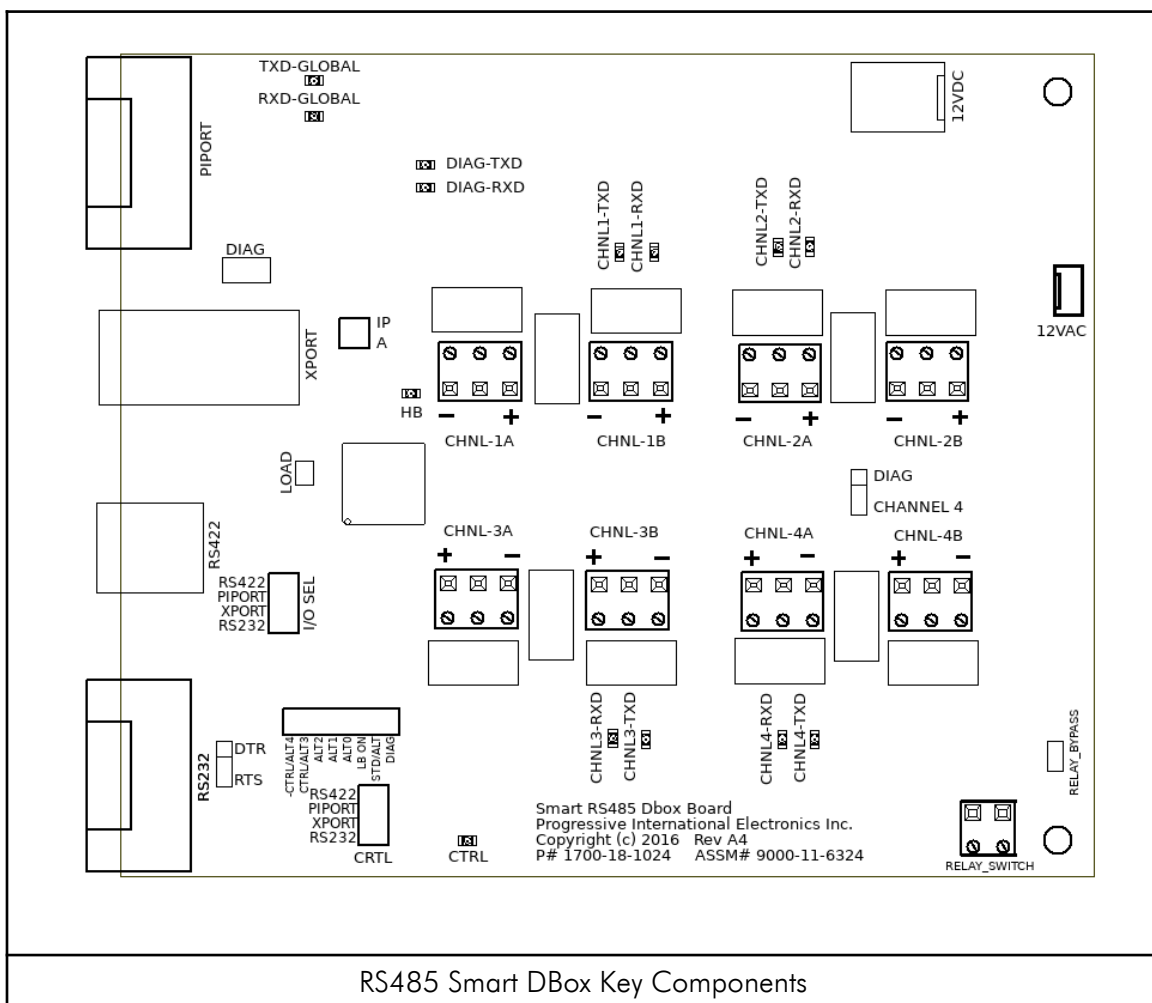 TXD-GLOBAL
RXD-GLOBAL
PIPORT
12VDC
DIAG-TXD
DIAG-RXD
CHNL1-TXD
CHNL1-RXD
CHNL2-TXD
CHNL2-RXD
DIAG
XPORT
IP
A
12VAC
HB
− +
− +
− +
− +
CHNL-1A
CHNL-1B
CHNL-2A
CHNL-2B
LOAD
DIAG
CHANNEL 4
RS422
CHNL-3A
CHNL-3B
CHNL-4A
CHNL-4B
+ −
+ −
+ −
+ −
RS422
PIPORT
XPORT
RS232
I/O SEL
CHNL3-RXD
CHNL3-TXD
CHNL4-RXD
CHNL4-TXD
RS232
DTR
RTS
-CTRL/ALT4
CTRL/ALT3
ALT2
ALT1
ALT0
LB ON
STD/ALT
DIAG
RELAY_BYPASS
RS422
PIPORT
XPORT
RS232
CRTL
CTRL
Smart RS485 Dbox Board
Progressive International Electronics Inc.
Copyright (c) 2016 Rev A4
P# 1700-18-1024 ASSM# 9000-11-6324
RELAY_SWITCH
RS485 Smart DBox Key Components